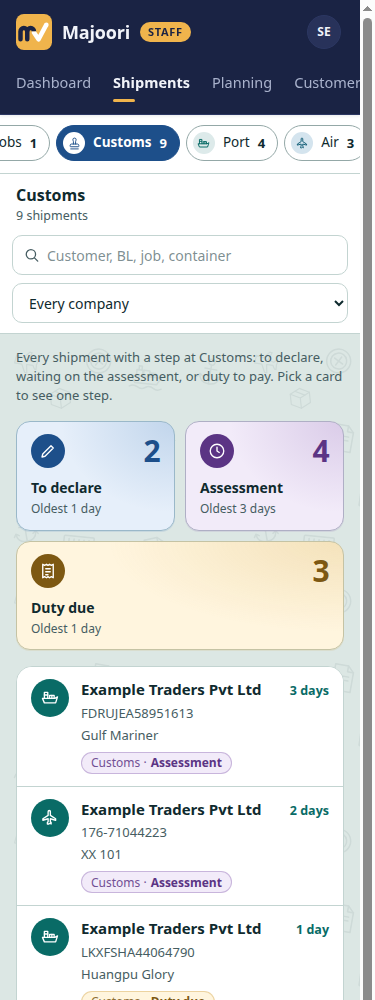 Majoori STAFF SE
Dashboard Shipments Planning Customer
obs 1 Customs 9 Port 4 Air 3
Customs
9 shipments
Customer, BL, job, container
Every company
Every shipment with a step at Customs: to declare,
waiting on the assessment, or duty to pay. Pick a card
to see one step.
2
To declare
Oldest 1 day
4
Assessment
Oldest 3 days
3
Duty due
Oldest 1 day
Example Traders Pvt Ltd 3 days
FDRUJEA58951613
Gulf Mariner
Customs · Assessment
Example Traders Pvt Ltd 2 days
176-71044223
XX 101
Customs · Assessment
Example Traders Pvt Ltd 1 day
LKXFSHA44064790
Huangpu Glory
Customs · Duty due